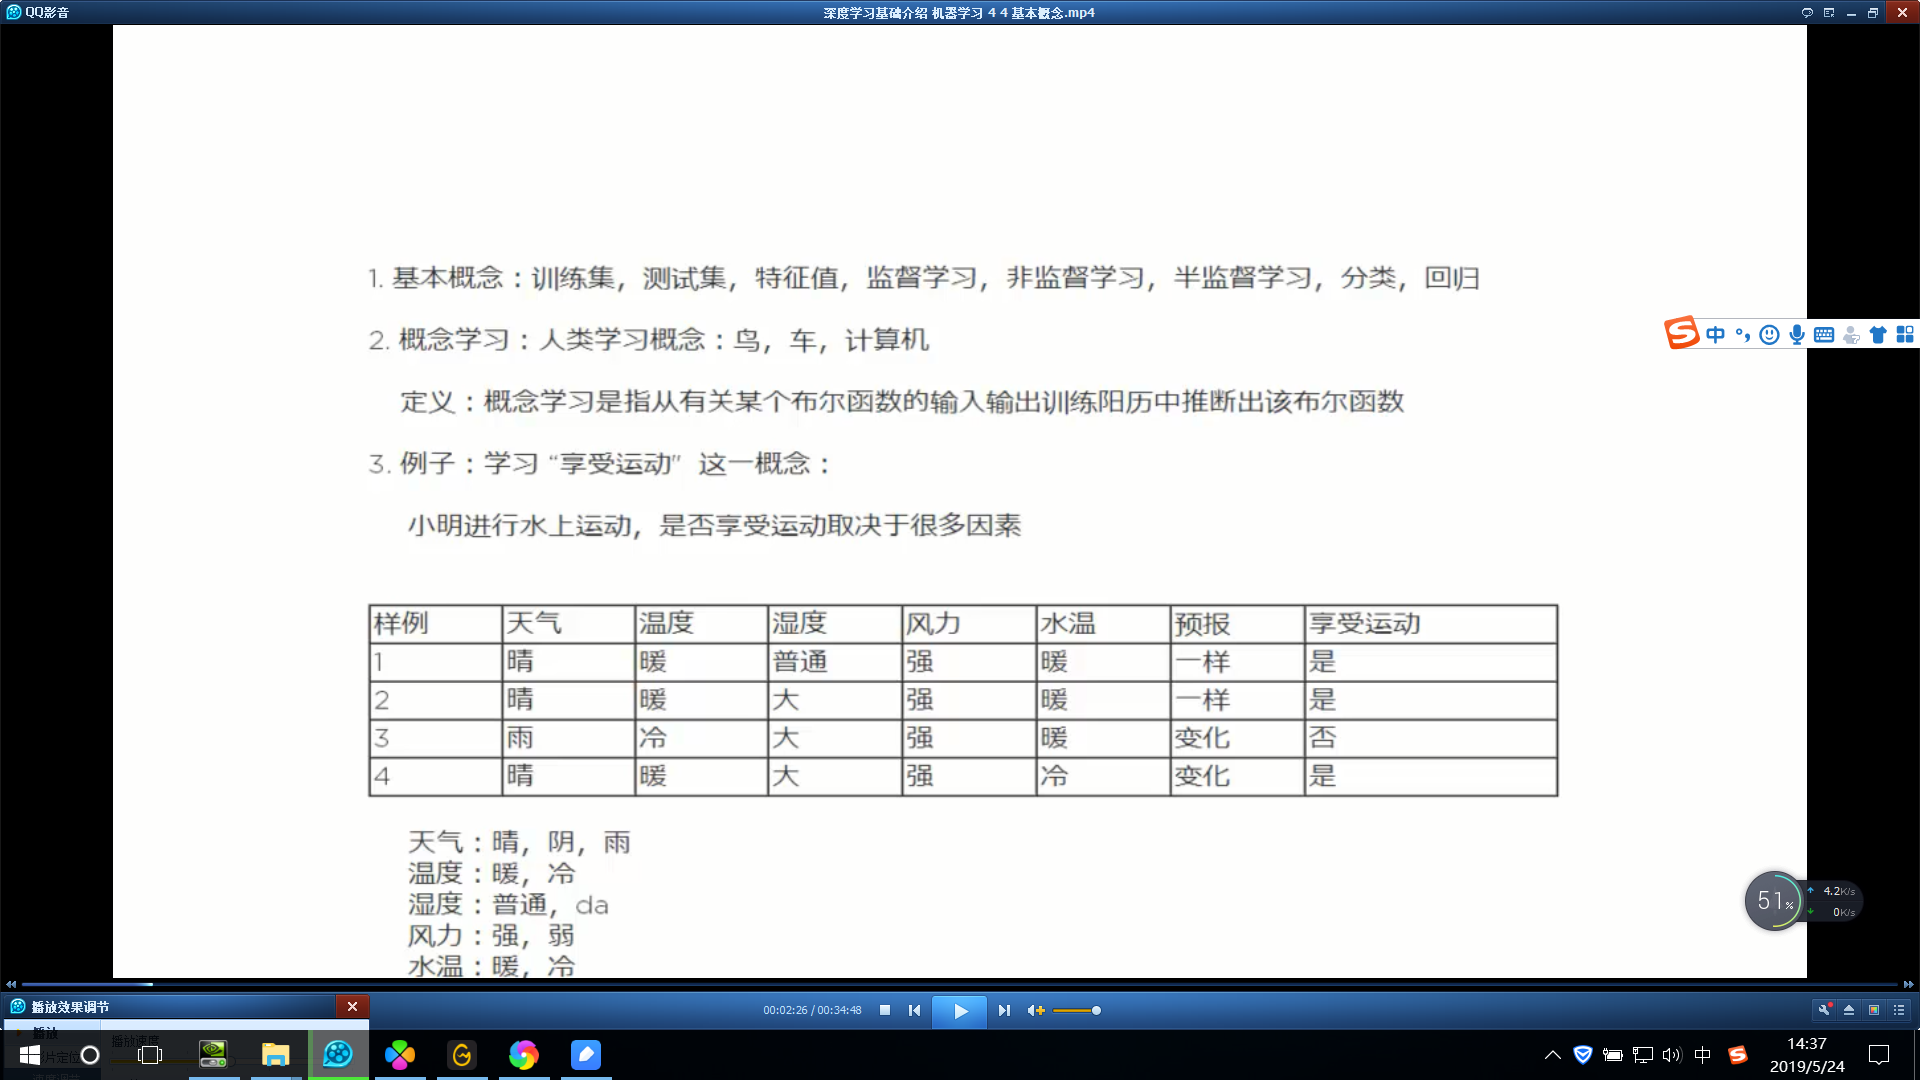 QQ影音
深度学习基础介绍 机器学习 4 4 基本概念.mp4
1. 基本概念：训练集，测试集，特征值，监督学习，非监督学习，半监督学习，分类，回归
2. 概念学习：人类学习概念：鸟，车，计算机
定义：概念学习是指从有关某个布尔函数的输入输出训练阳历中推断出该布尔函数
3. 例子：学习 “享受运动” 这一概念：
小明进行水上运动，是否享受运动取决于很多因素
样例 天气 温度 湿度 风力 水温 预报 享受运动
1 晴 暖 普通 强 暖 一样 是
2 晴 暖 大 强 暖 一样 是
3 雨 冷 大 强 暖 变化 否
4 晴 暖 大 强 冷 变化 是
天气：晴，阴，雨
温度：暖，冷
湿度：普通，da
风力：强，弱
水温：暖，冷
中
51%
4.2K/s
0K/s
播放效果调节
00:02:26 / 00:34:48
播放
播放速度
中
14:37
2019/5/24